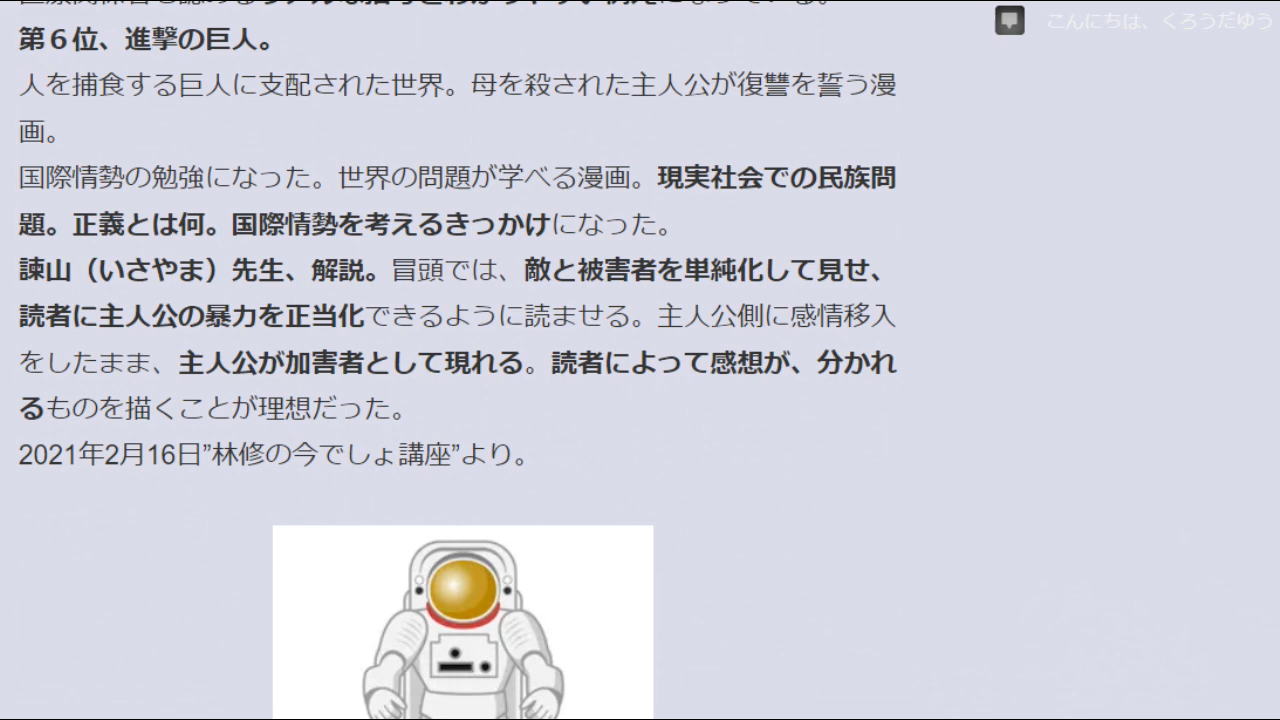 第６位、進撃の巨人。
人を捕食する巨人に支配された世界。母を殺された主人公が復讐を誓う漫
画。
国際情勢の勉強になった。世界の問題が学べる漫画。現実社会での民族問
題。正義とは何。国際情勢を考えるきっかけになった。
諫山（いさやま）先生、解説。冒頭では、敵と被害者を単純化して見せ、
読者に主人公の暴力を正当化できるように読ませる。主人公側に感情移入
をしたまま、主人公が加害者として現れる。読者によって感想が、分かれ
るものを描くことが理想だった。
2021年2月16日”林修の今でしょ講座”より。
こんにちは、くろうだゆう